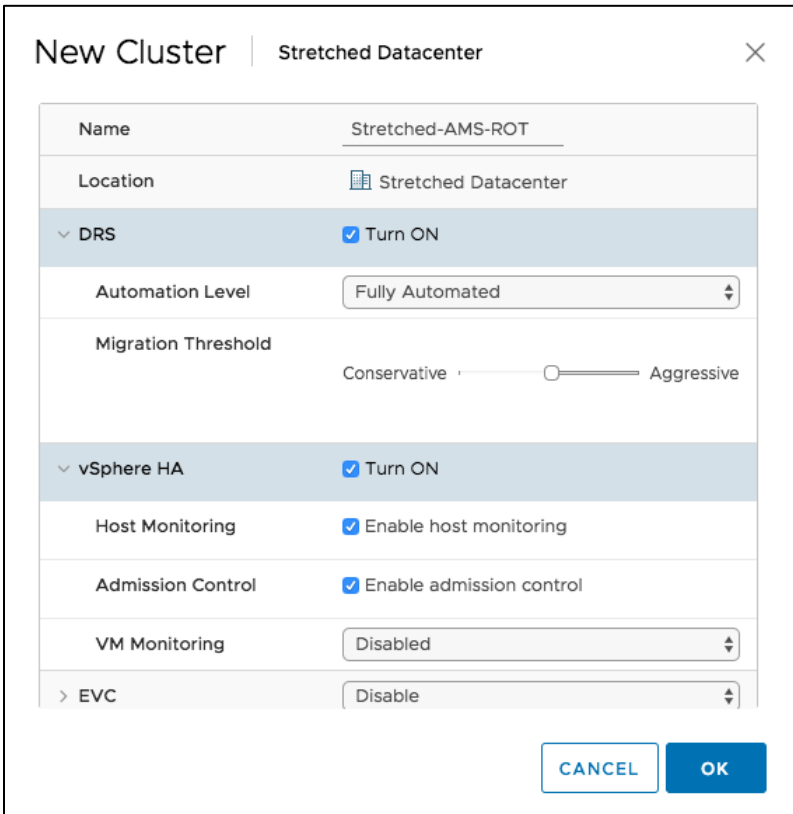 New Cluster Stretched Datacenter
Name Stretched-AMS-ROT
Location Stretched Datacenter
DRS Turn ON
Automation Level Fully Automated
Migration Threshold
Conservative Aggressive
vSphere HA Turn ON
Host Monitoring Enable host monitoring
Admission Control Enable admission control
VM Monitoring Disabled
EVC Disable
CANCEL OK